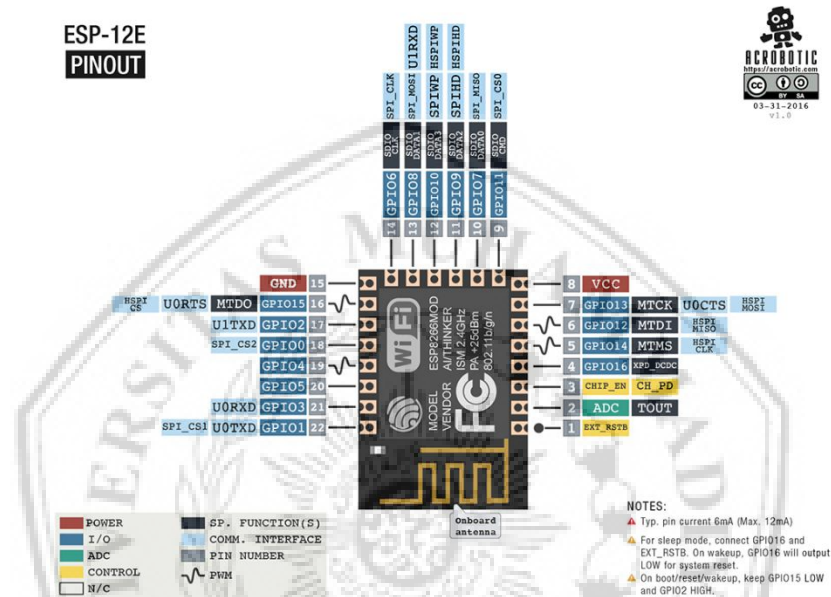 ESP-12E
PINOUT
ACROBOTIC
https://acrobotic.com
CC BY SA
03-31-2016
v1.0
SPI_CLK
SPI_MOSI U1RXD
SPIWP HSPIWP
SPIHD HSPIHD
SPI_MISO
SPI_CS0
SDIO CLK
SDIO DATA1
SDIO DATA3
SDIO DATA2
SDIO DATA0
SDIO CMD
GPIO6 GPIO8 GPIO10 GPIO9 GPIO7 GPIO11
14 13 12 11 10 9
GND 15
HSPI CS U0RTS MTDO GPIO15 16
U1TXD GPIO2 17
SPI_CS2 GPIO0 18
GPIO4 19
GPIO5 20
U0RXD GPIO3 21
SPI_CS1 U0TXD GPIO1 22
WiFi
MODEL ESP8266MOD
VENDOR AI/THINKER
ISM 2.4GHz
PA +25dBm
802.11b/g/n
FC
8 VCC
7 GPIO13 MTCK U0CTS HSPI MOSI
6 GPIO12 MTDI HSPI MISO
5 GPIO14 MTMS HSPI CLK
4 GPIO16 XPD_DCDC
3 CHIP_EN CH_PD
2 ADC TOUT
1 EXT_RSTB
Onboard
antenna
POWER
I/O
ADC
CONTROL
N/C
SP. FUNCTION(S)
COMM. INTERFACE
PIN NUMBER
PWM
NOTES:
Typ. pin current 6mA (Max. 12mA)
For sleep mode, connect GPIO16 and
EXT_RSTB. On wakeup, GPIO16 will output
LOW for system reset.
On boot/reset/wakeup, keep GPIO15 LOW
and GPIO2 HIGH.